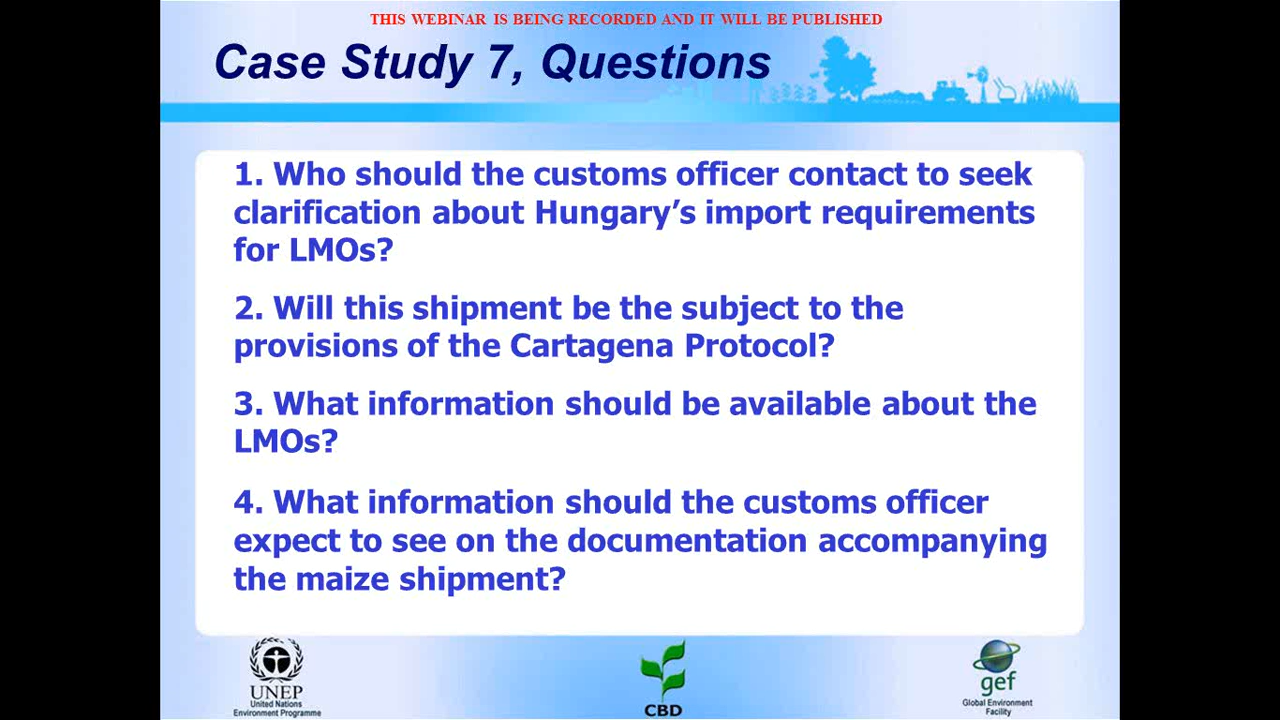 THIS WEBINAR IS BEING RECORDED AND IT WILL BE PUBLISHED
Case Study 7, Questions
1. Who should the customs officer contact to seek
clarification about Hungary’s import requirements
for LMOs?
2. Will this shipment be the subject to the
provisions of the Cartagena Protocol?
3. What information should be available about the
LMOs?
4. What information should the customs officer
expect to see on the documentation accompanying
the maize shipment?
UNEP
United Nations
Environment Programme
CBD
gef
Global Environment
Facility